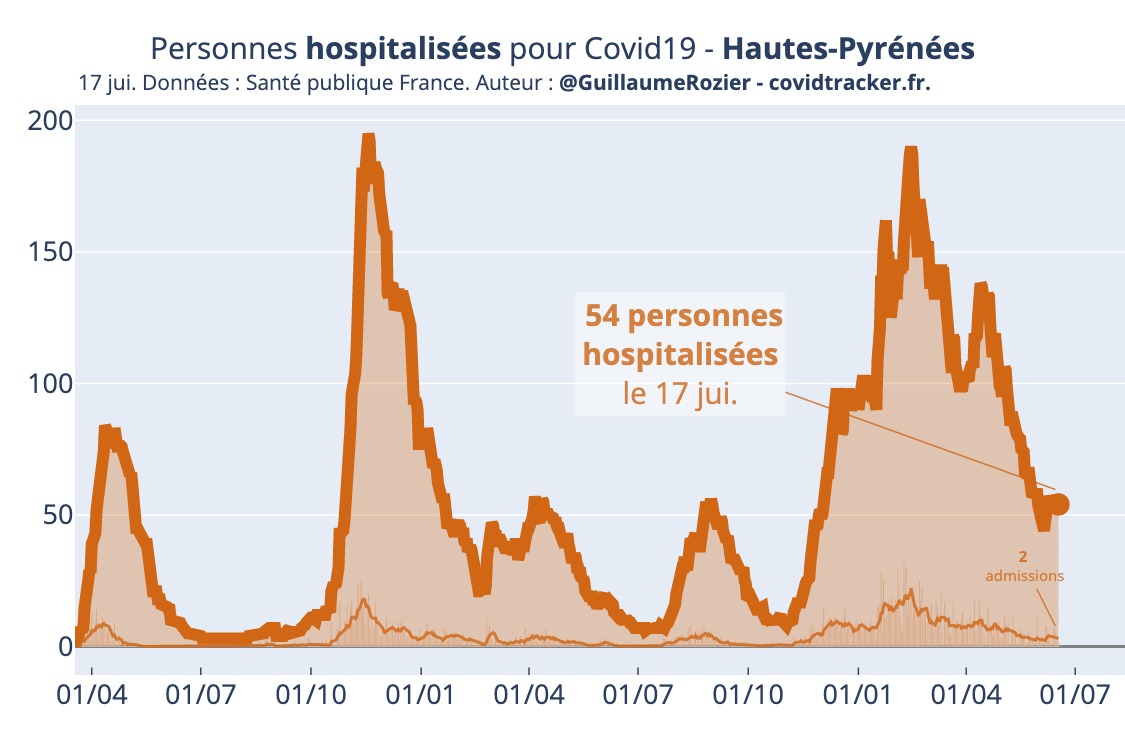 Personnes hospitalisées pour Covid19 - Hautes-Pyrénées
17 jui. Données : Santé publique France. Auteur : @GuillaumeRozier - covidtracker.fr.
200
150
100
50
0
54 personnes
hospitalisées
le 17 jui.
2
admissions
01/04 01/07 01/10 01/01 01/04 01/07 01/10 01/01 01/04 01/07